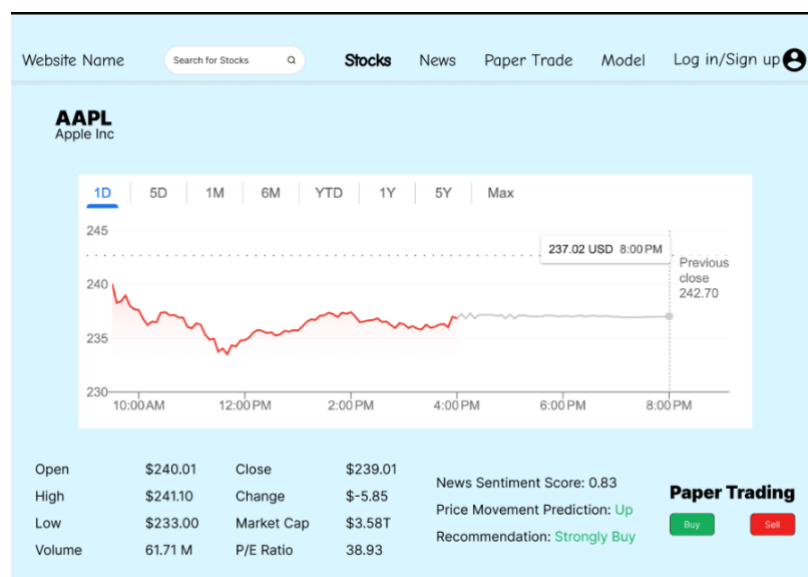 Website Name Search for Stocks Stocks News Paper Trade Model Log in/Sign up
AAPL
Apple Inc
1D 5D 1M 6M YTD 1Y 5Y Max
245
237.02 USD 8:00 PM
Previous
close
242.70
240
235
230
10:00 AM 12:00 PM 2:00 PM 4:00 PM 6:00 PM 8:00 PM
Open $240.01 Close $239.01
High $241.10 Change $-5.85
Low $233.00 Market Cap $3.58T
Volume 61.71 M P/E Ratio 38.93
News Sentiment Score: 0.83
Price Movement Prediction: Up
Recommendation: Strongly Buy
Paper Trading
Buy Sell